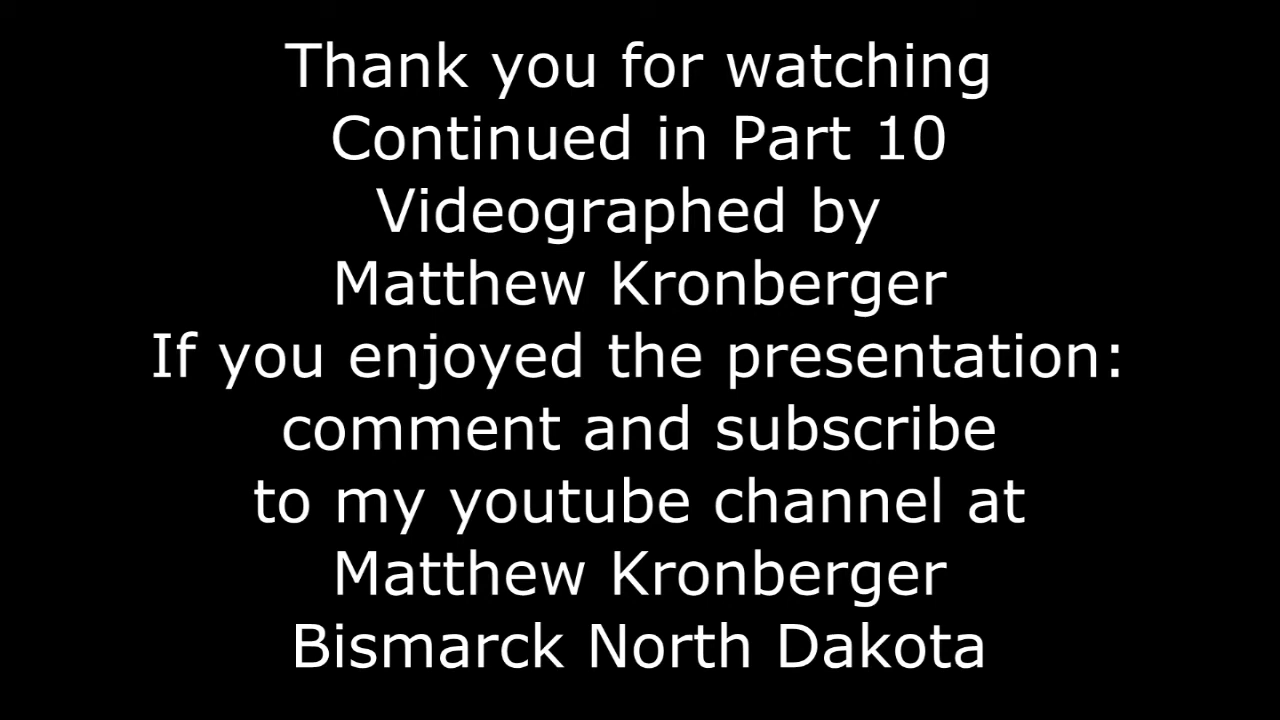 Thank you for watching
Continued in Part 10
Videographed by
Matthew Kronberger
If you enjoyed the presentation:
comment and subscribe
to my youtube channel at
Matthew Kronberger
Bismarck North Dakota